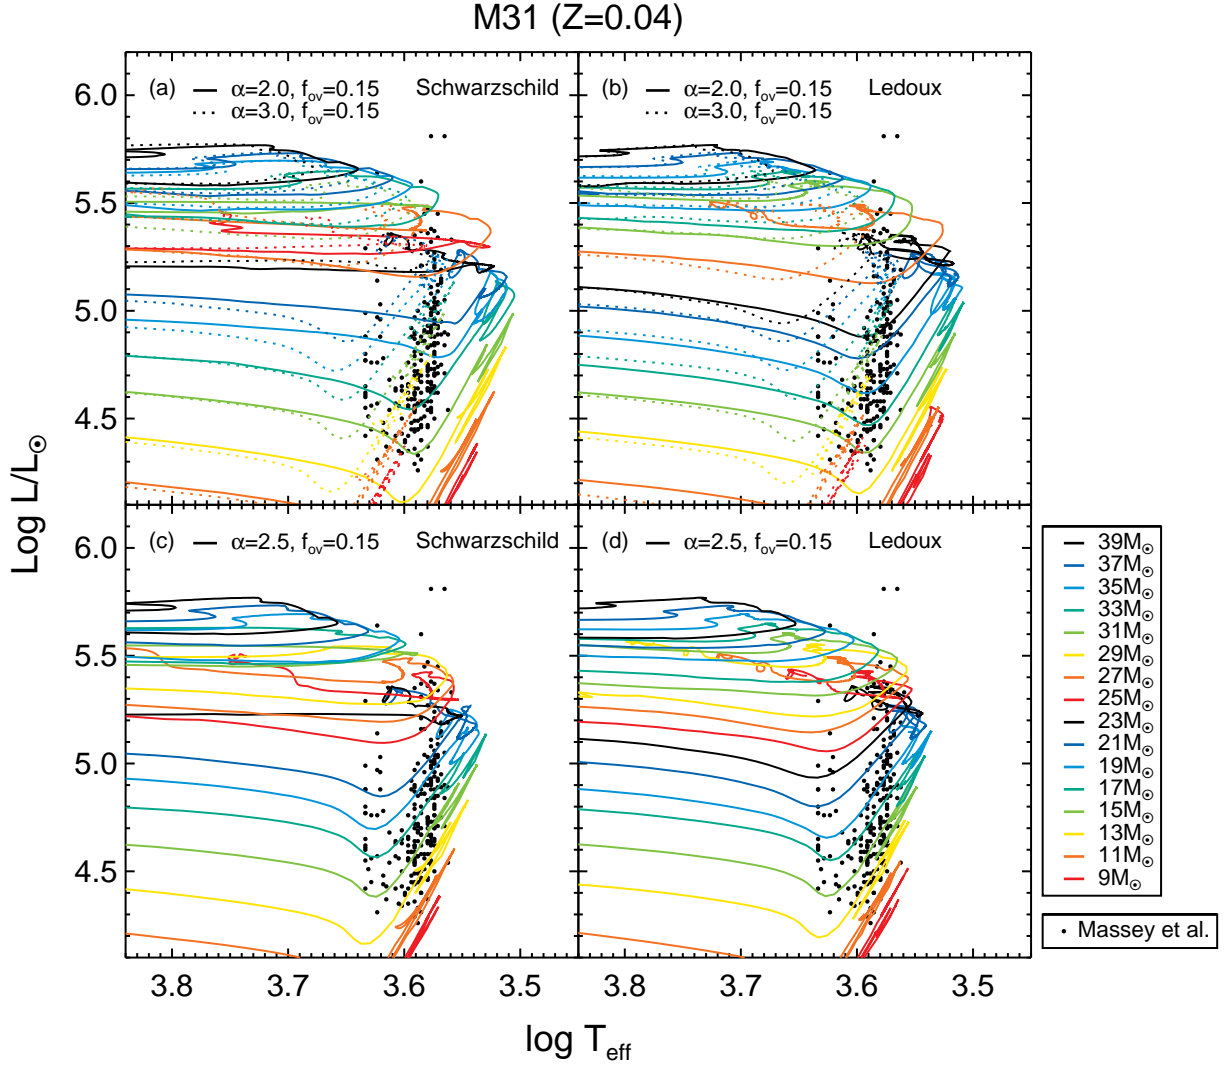 M31 (Z=0.04)
(a) α=2.0, f_ov=0.15 Schwarzschild
α=3.0, f_ov=0.15
(b) α=2.0, f_ov=0.15 Ledoux
α=3.0, f_ov=0.15
6.0
5.5
5.0
4.5
(c) α=2.5, f_ov=0.15 Schwarzschild
(d) α=2.5, f_ov=0.15 Ledoux
6.0
5.5
5.0
4.5
Log L/L☉
3.8 3.7 3.6 3.5
3.8 3.7 3.6 3.5
log T_eff
39M☉
37M☉
35M☉
33M☉
31M☉
29M☉
27M☉
25M☉
23M☉
21M☉
19M☉
17M☉
15M☉
13M☉
11M☉
9M☉
Massey et al.